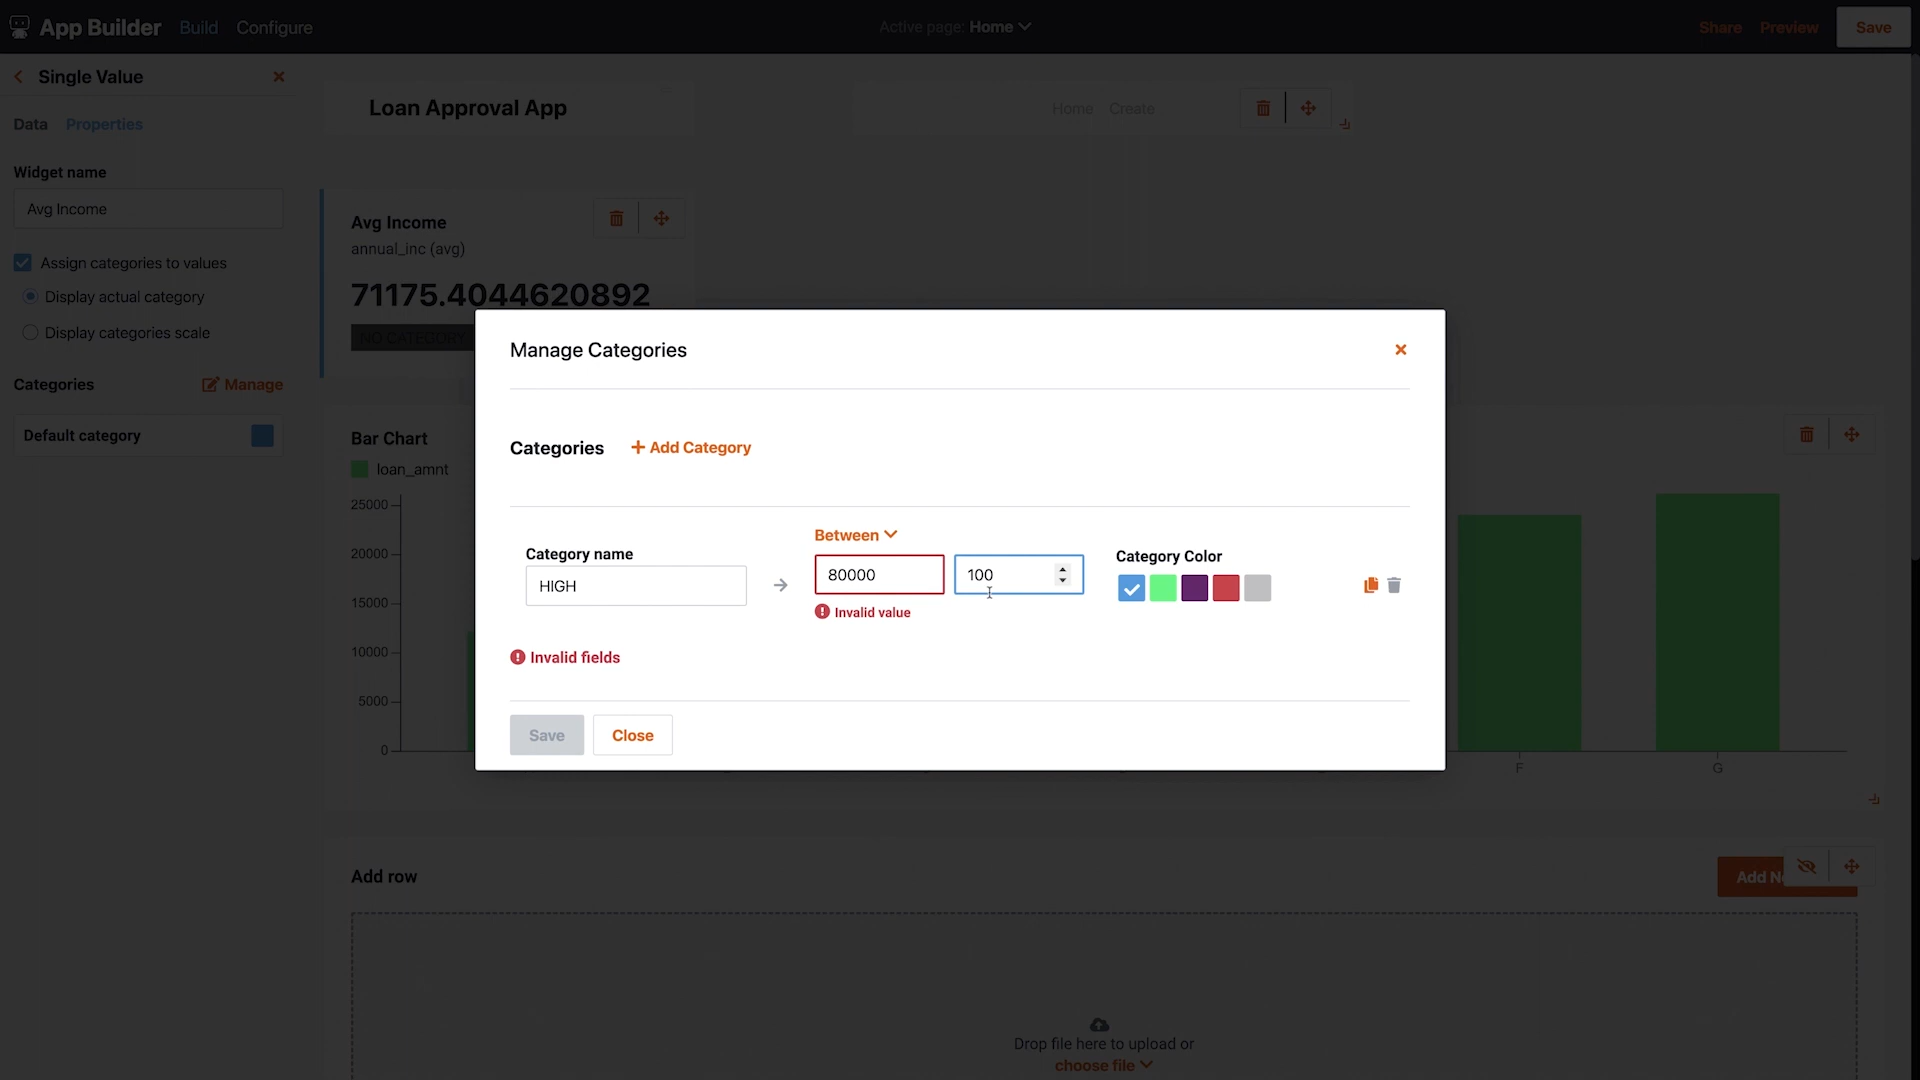 App Builder
Build
Configure
Active page: Home
Share
Preview
Save
Single Value
Data
Properties
Widget name
Avg Income
Assign categories to values
Display actual category
Display categories scale
Categories
Manage
Default category
Loan Approval App
Home
Create
Avg Income
annual_inc (avg)
71175.4044620892
NO CATEGORY
Bar Chart
loan_amnt
25000
20000
15000
10000
5000
0
F
G
Manage Categories
Categories
Add Category
Category name
HIGH
Between
80000
100
Invalid value
Category Color
Invalid fields
Save
Close
Add row
Add N
Drop file here to upload or
choose file